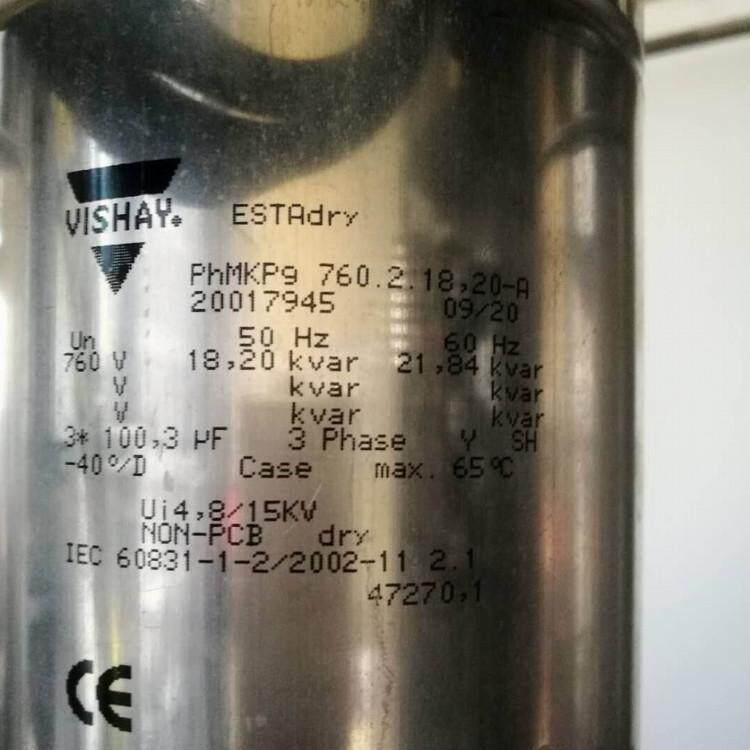 VISHAY. ESTAdry
PhMKPg 760.2.18,20-A
20017945 09/20
Un 50 Hz 60 Hz
760 V 18,20 kvar 21,84 kvar
V kvar kvar
V kvar kvar
3* 100,3 µF 3 Phase Y SH
-40°/D Case max. 65°C
Ui4,8/15KV
NON-PCB dry
IEC 60831-1-2/2002-11 2.1
47270,1
CE